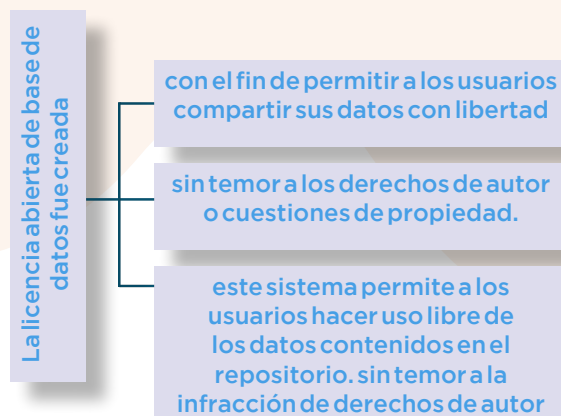 La licencia abierta de base de
datos fue creada
con el fin de permitir a los usuarios
compartir sus datos con libertad
sin temor a los derechos de autor
o cuestiones de propiedad.
este sistema permite a los
usuarios hacer uso libre de
los datos contenidos en el
repositorio. sin temor a la
infracción de derechos de autor